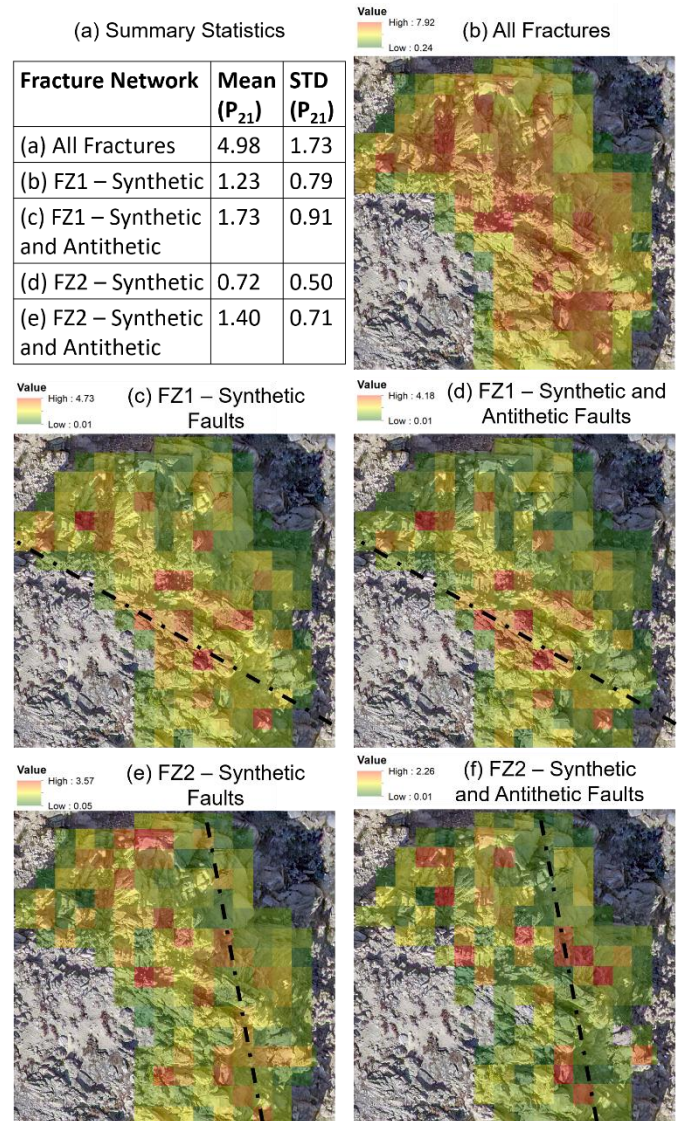 (a) Summary Statistics
Fracture Network Mean (P21) STD (P21)
(a) All Fractures 4.98 1.73
(b) FZ1 – Synthetic 1.23 0.79
(c) FZ1 – Synthetic and Antithetic 1.73 0.91
(d) FZ2 – Synthetic 0.72 0.50
(e) FZ2 – Synthetic and Antithetic 1.40 0.71
Value
High : 7.92
Low : 0.24
(b) All Fractures
Value
High : 4.73
Low : 0.01
(c) FZ1 – Synthetic
Faults
Value
High : 4.18
Low : 0.01
(d) FZ1 – Synthetic and
Antithetic Faults
Value
High : 3.57
Low : 0.05
(e) FZ2 – Synthetic
Faults
Value
High : 2.26
Low : 0.01
(f) FZ2 – Synthetic
and Antithetic Faults